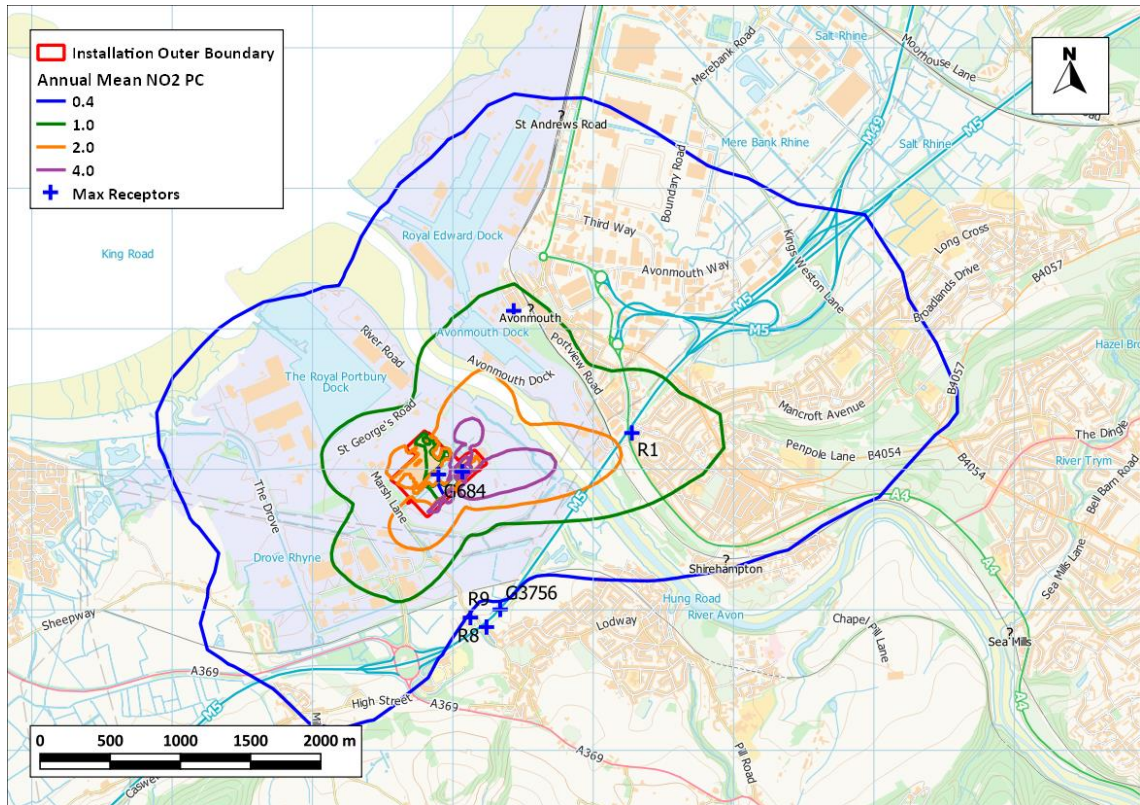 Installation Outer Boundary
Annual Mean NO2 PC
0.4
1.0
2.0
4.0
Max Receptors
N
Merebank Road
Salt Rhine
Moorhouse Lane
Road
St Andrews Road
?
M49
M5
Mere Bank Rhine
Salt Rhine
Boundary Road
King Road
Royal Edward Dock
Third Way
Kings Weston Lane
Long Cross
Avonmouth Way
Broadlands Drive
B4057
M5
?
Avonmouth
M5
River Road
Avonmouth Dock
Portview Road
Hazel Bro
The Royal Portbury
Dock
Avonmouth Dock
B4057
St George's Road
Mancroft Avenue
R1
Penpole Lane
B4054
The Dingle
B4054
River Trym
Bell Barn Road
G684
Marsh Lane
The Drove
M5
A4
Drove Rhyne
?
Shirehampton
A4
Sea Mills Lane
Sheepway
R9
G3756
Hung Road
River Avon
R8
Lodway
Chapel Pill Lane
?
Sea Mills
A369
M5
High Street
A369
A4
Pill Road
A369
0 500 1000 1500 2000 m